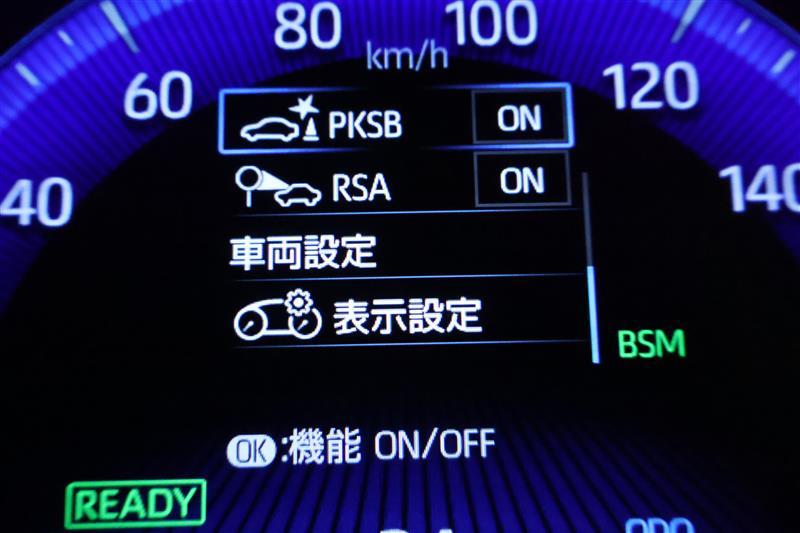 80
100
km/h
60
120
PKSB ON
40
RSA ON
140
車両設定
表示設定
BSM
OK:機能 ON/OFF
READY